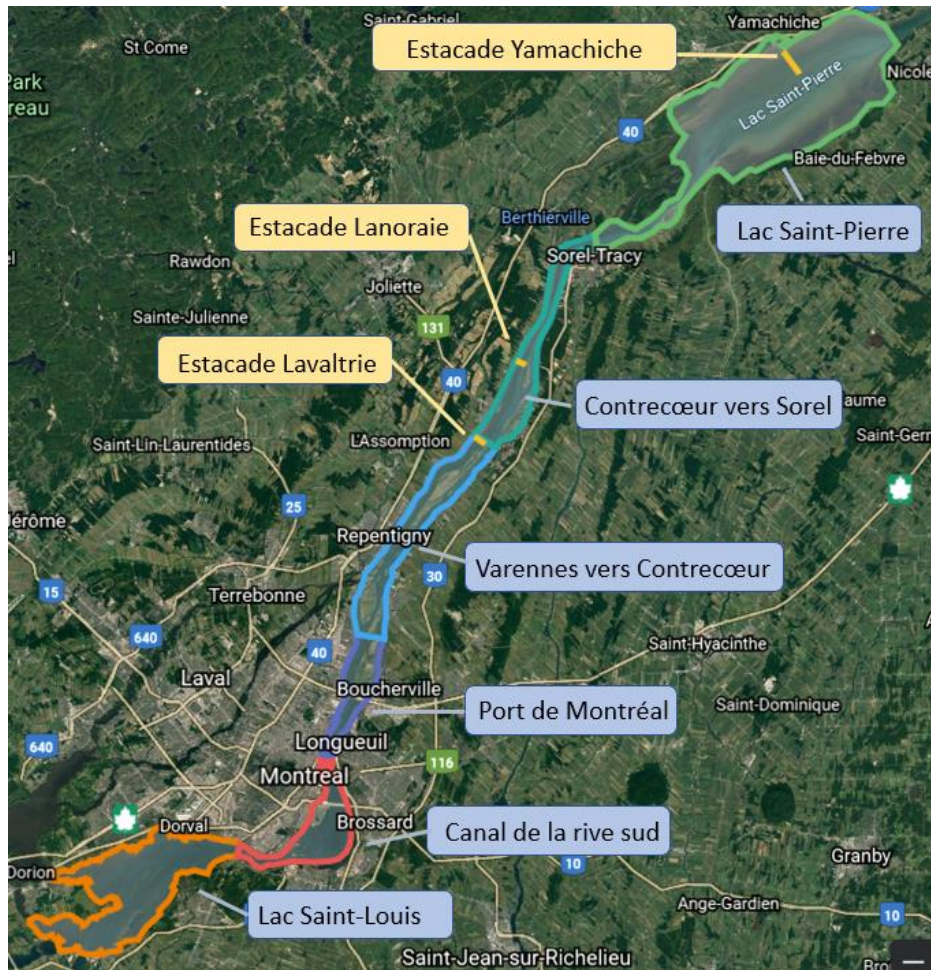 Saint-Gabriel
Yamachiche
St Come
Estacade Yamachiche
Nicole
Park
reau
Lac Saint-Pierre
40
Baie-du-Febvre
Estacade Lanoraie
Berthierville
Lac Saint-Pierre
Rawdon
Sorel-Tracy
Joliette
Sainte-Julienne
131
Estacade Lavaltrie
40
Contrecœur vers Sorel
aume
L'Assomption
Saint-Lin-Laurentides
Saint-Germ
25
Jérôme
Repentigny
Varennes vers Contrecœur
30
15
Terrebonne
640
40
Saint-Hyacinthe
Laval
Boucherville
Port de Montréal
Saint-Dominique
640
Longueuil
116
Montreal
Dorval
Brossard
Canal de la rive sud
Dorion
10
Granby
Lac Saint-Louis
Ange-Gardien
10
Saint-Jean-sur-Richelieu
Bro